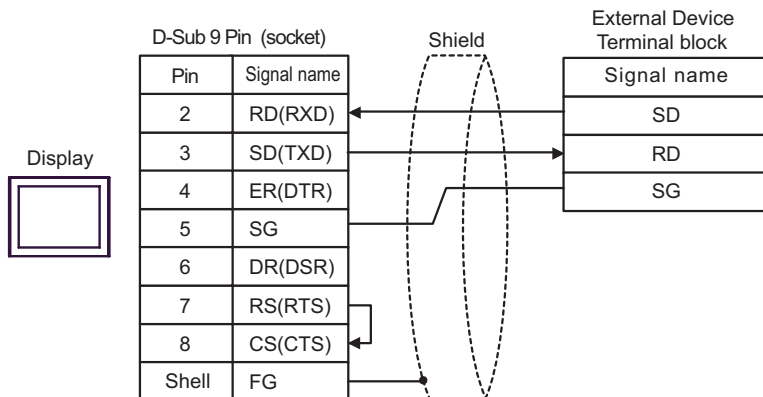 External Device
D-Sub 9 Pin (socket)
Shield
Terminal block
Pin
Signal name
Signal name
2
RD(RXD)
SD
3
SD(TXD)
RD
Display
4
ER(DTR)
SG
5
SG
6
DR(DSR)
7
RS(RTS)
8
CS(CTS)
Shell
FG